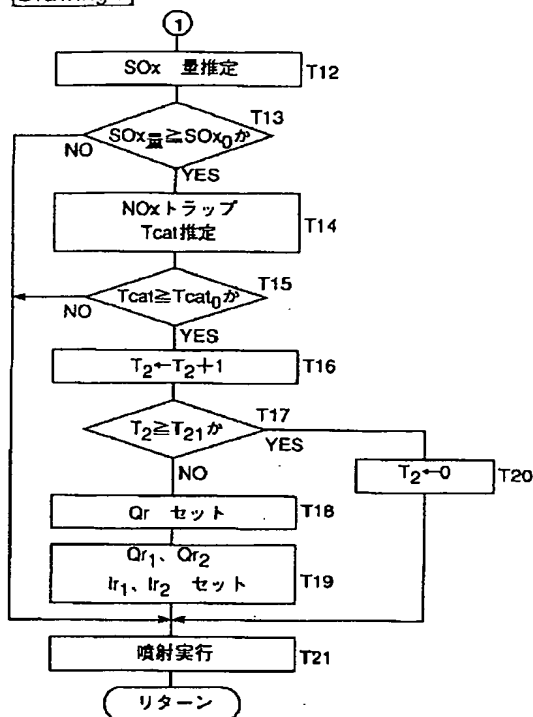 1
SOx 量推定
T12
T13
SOx量≧SOx0か
NO
YES
NOxトラップ
Tcat推定
T14
T15
Tcat≧Tcat0か
NO
YES
T2←T2+1
T16
T17
T2≧T21か
YES
NO
T2←0
T20
Qr セット
T18
Qr1、Qr2
Ir1、Ir2 セット
T19
噴射実行
T21
リターン